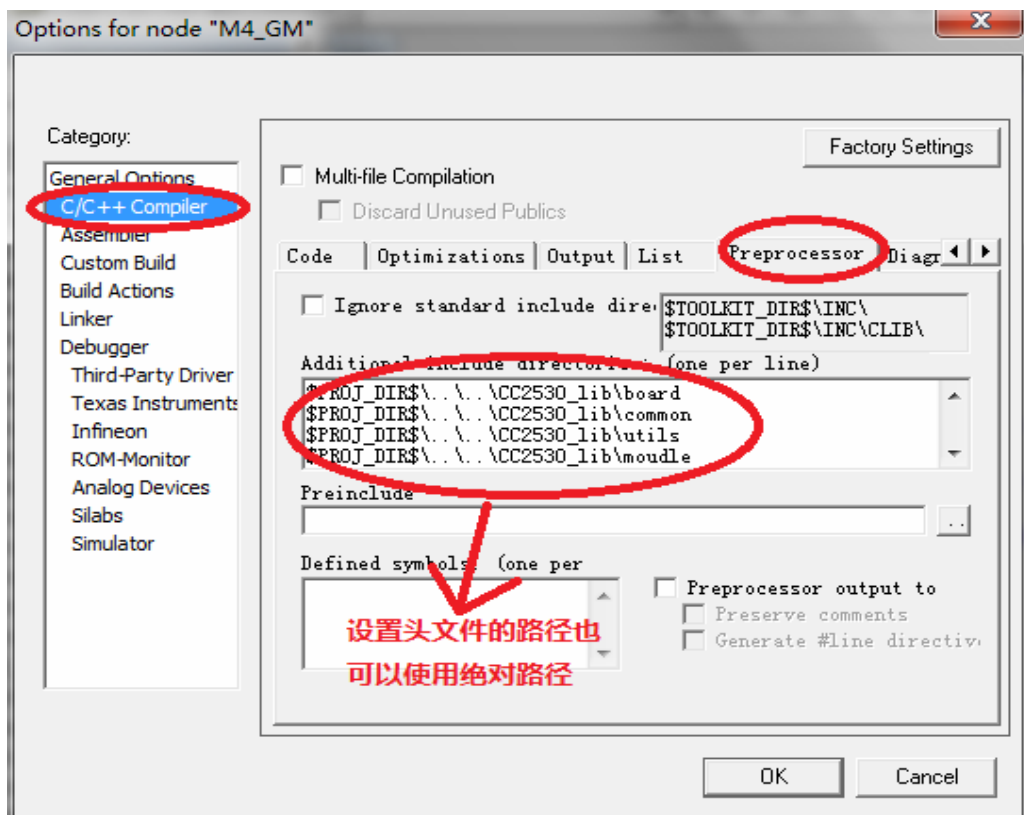 Options for node "M4_GM"
Category:
Factory Settings
General Options
C/C++ Compiler
Assembler
Custom Build
Build Actions
Linker
Debugger
Third-Party Driver
Texas Instruments
Infineon
ROM-Monitor
Analog Devices
Silabs
Simulator
Multi-file Compilation
Discard Unused Publics
Code
Optimizations
Output
List
Preprocessor
Diagr
Ignore standard include dire
$TOOLKIT_DIR$\INC\
$TOOLKIT_DIR$\INC\CLIB\
Additional include directories: (one per line)
$PROJ_DIR$\..\..\CC2530_lib\board
$PROJ_DIR$\..\..\CC2530_lib\common
$PROJ_DIR$\..\..\CC2530_lib\utils
$PROJ_DIR$\..\..\CC2530_lib\moudle
Preinclude
..
Defined symbols: (one per
Preprocessor output to
Preserve comments
Generate #line directiv
设置头文件的路径也
可以使用绝对路径
OK
Cancel